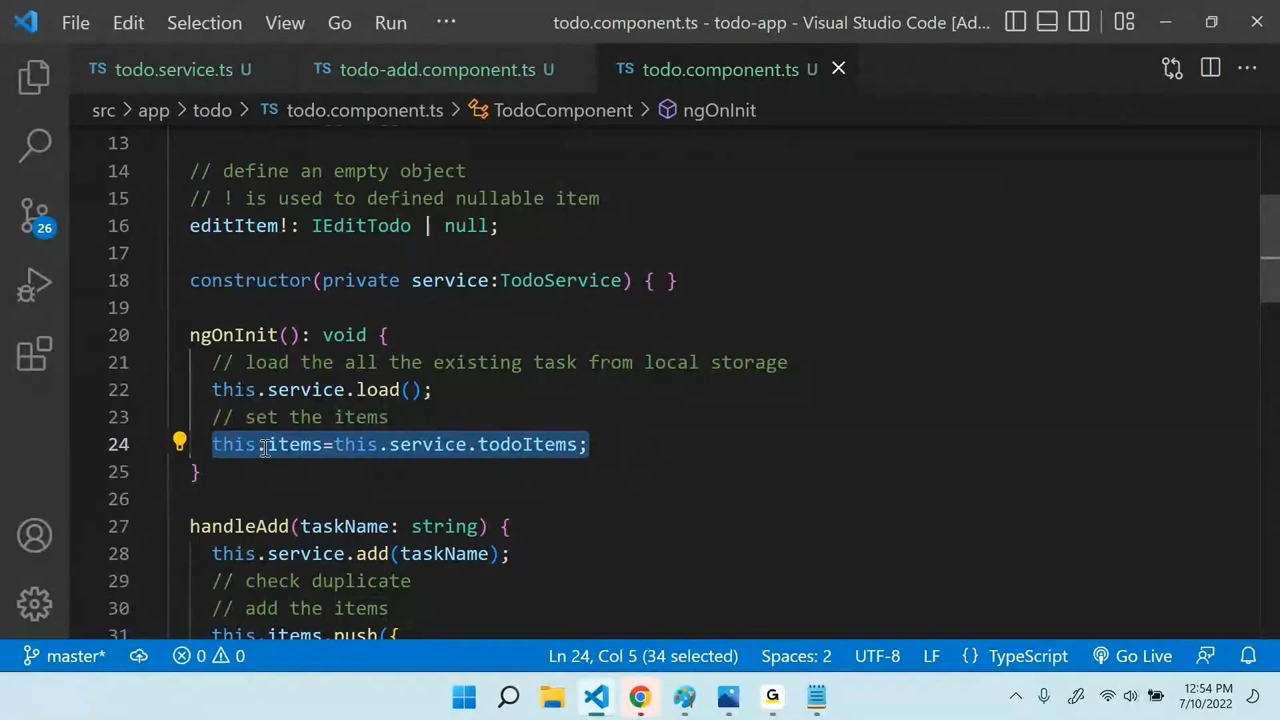 File Edit Selection View Go Run ··· todo.component.ts - todo-app - Visual Studio Code [Ad...
TS todo.service.ts U TS todo-add.component.ts U TS todo.component.ts U
src > app > todo > TS todo.component.ts > TodoComponent > ngOnInit
13
14 // define an empty object
15 // ! is used to defined nullable item
16 editItem!: IEditTodo | null;
17
18 constructor(private service:TodoService) { }
19
20 ngOnInit(): void {
21 // load the all the existing task from local storage
22 this.service.load();
23 // set the items
24 this.items=this.service.todoItems;
25 }
26
27 handleAdd(taskName: string) {
28 this.service.add(taskName);
29 // check duplicate
30 // add the items
31 this.items.push({
26
master* 0 0 Ln 24, Col 5 (34 selected) Spaces: 2 UTF-8 LF {} TypeScript Go Live
G 12:54 PM
7/10/2022